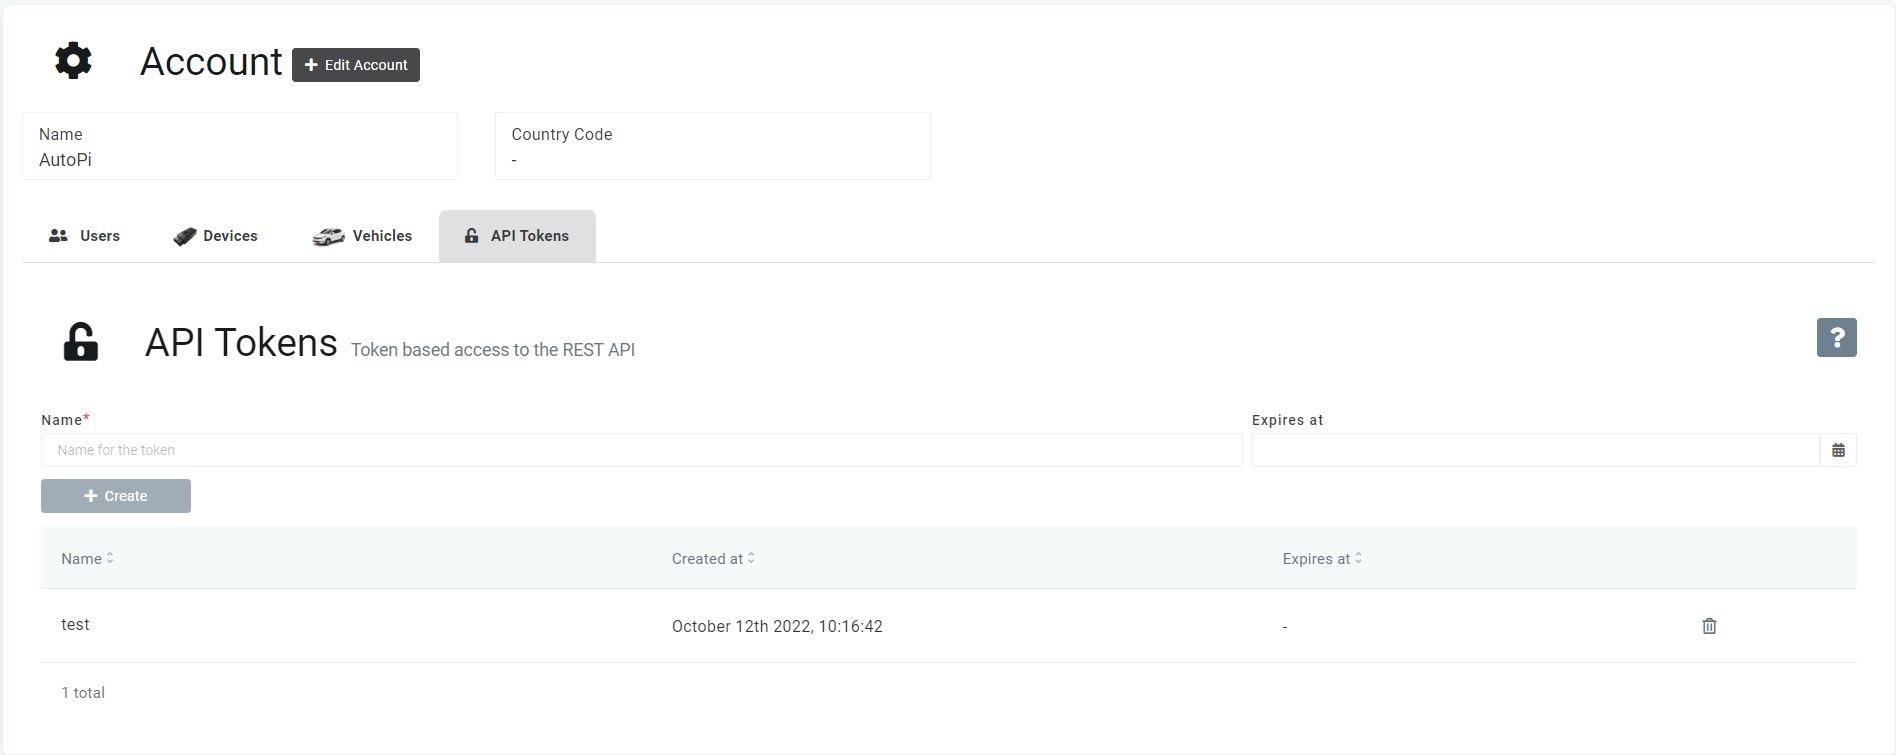 Account
Edit Account
Name
AutoPi
Country Code
-
Users
Devices
Vehicles
API Tokens
API Tokens Token based access to the REST API
?
Name*
Name for the token
Expires at
Create
Name Created at Expires at
test October 12th 2022, 10:16:42 -
1 total